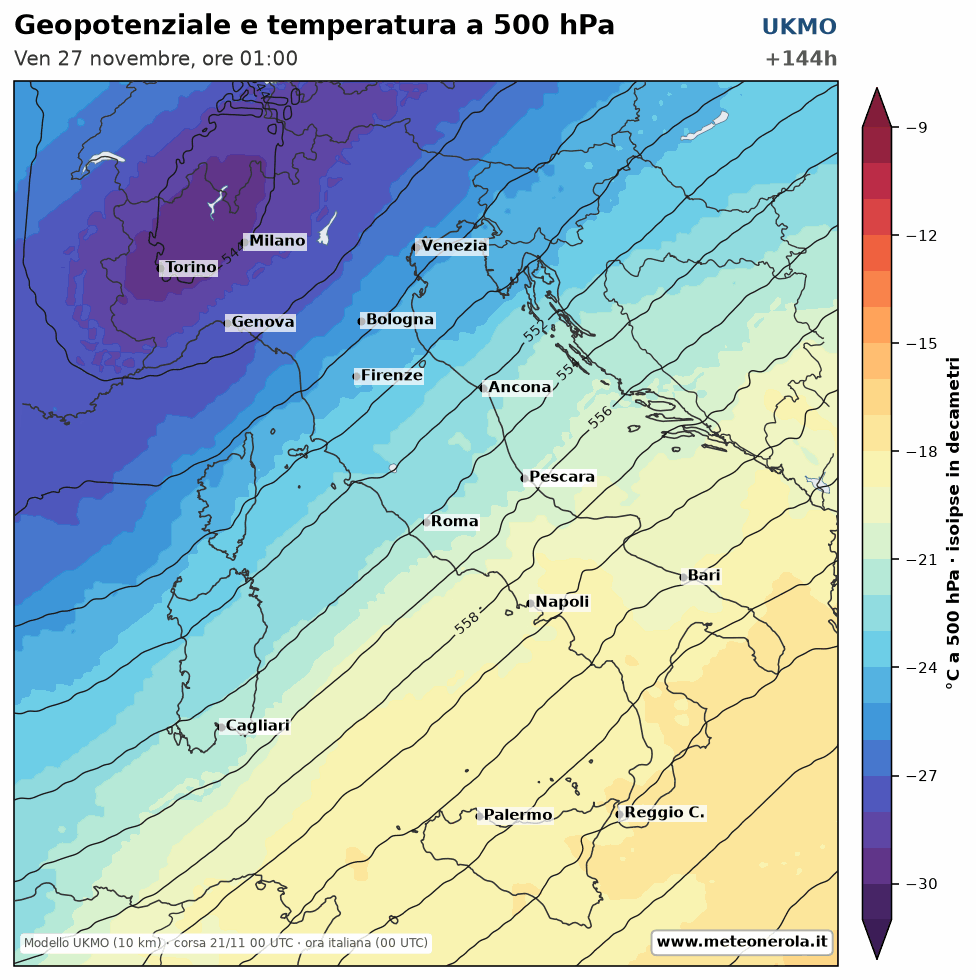 Geopotenziale e temperatura a 500 hPa
UKMO
Ven 27 novembre, ore 01:00
+144h
Milano
Torino
Venezia
Genova
Bologna
Firenze
Ancona
Pescara
Roma
Bari
Napoli
Cagliari
Palermo
Reggio C.
552
556
558
−9
−12
−15
−18
−21
−24
−27
−30
°C a 500 hPa · isoipse in decametri
Modello UKMO (10 km) · corsa 21/11 00 UTC · ora italiana (00 UTC)
www.meteonerola.it